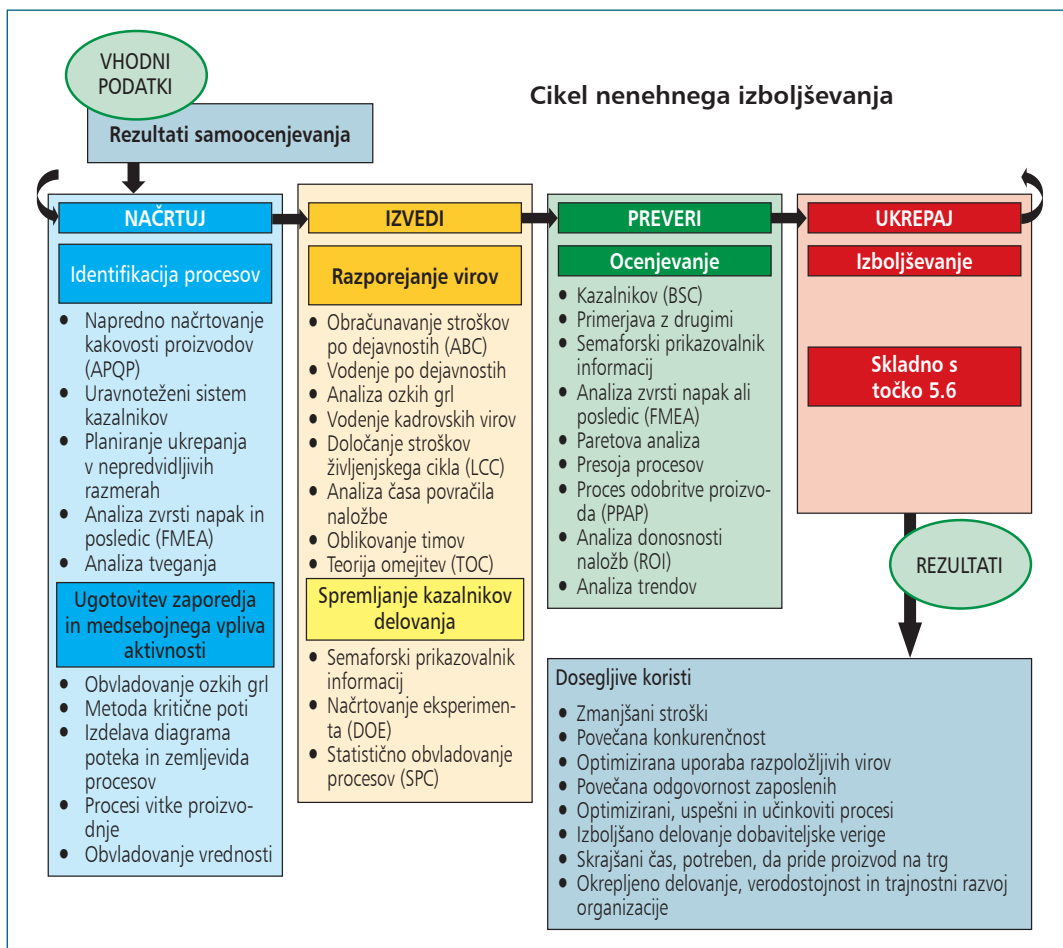 VHODNI
PODATKI
Cikel nenehnega izboljševanja
Rezultati samoocenjevanja
NAČRTUJ
Identifikacija procesov
• Napredno načrtovanje
kakovosti proizvodov
(APQP)
• Uravnoteženi sistem
kazalnikov
• Planiranje ukrepanja
v nepredvidljivih
razmerah
• Analiza zvrsti napak in
posledic (FMEA)
• Analiza tveganja
Ugotovitev zaporedja
in medsebojnega vpliva
aktivnosti
• Obvladovanje ozkih grl
• Metoda kritične poti
• Izdelava diagrama
poteka in zemljevida
procesov
• Procesi vitke proizvo-
dnje
• Obvladovanje vrednosti
IZVEDI
Razporejanje virov
• Obračunavanje stroškov
po dejavnostih (ABC)
• Vodenje po dejavnostih
• Analiza ozkih grl
• Vodenje kadrovskih virov
• Določanje stroškov
življenjskega cikla (LCC)
• Analiza časa povračila
naložbe
• Oblikovanje timov
• Teorija omejitev (TOC)
Spremljanje kazalnikov
delovanja
• Semaforski prikazovalnik
informacij
• Načrtovanje eksperimen-
ta (DOE)
• Statistično obvladovanje
procesov (SPC)
PREVERI
Ocenjevanje
• Kazalnikov (BSC)
• Primerjava z drugimi
• Semaforski prikazovalnik
informacij
• Analiza zvrsti napak ali
posledic (FMEA)
• Paretova analiza
• Presoja procesov
• Proces odobritve proizvo-
da (PPAP)
• Analiza donosnosti
naložb (ROI)
• Analiza trendov
UKREPAJ
Izboljševanje
Skladno s
točko 5.6
REZULTATI
Dosegljive koristi
• Zmanjšani stroški
• Povečana konkurenčnost
• Optimizirana uporaba razpoložljivih virov
• Povečana odgovornost zaposlenih
• Optimizirani, uspešni in učinkoviti procesi
• Izboljšano delovanje dobaviteljske verige
• Skrajšani čas, potreben, da pride proizvod na trg
• Okrepljeno delovanje, verodostojnost in trajnostni razvoj
organizacije